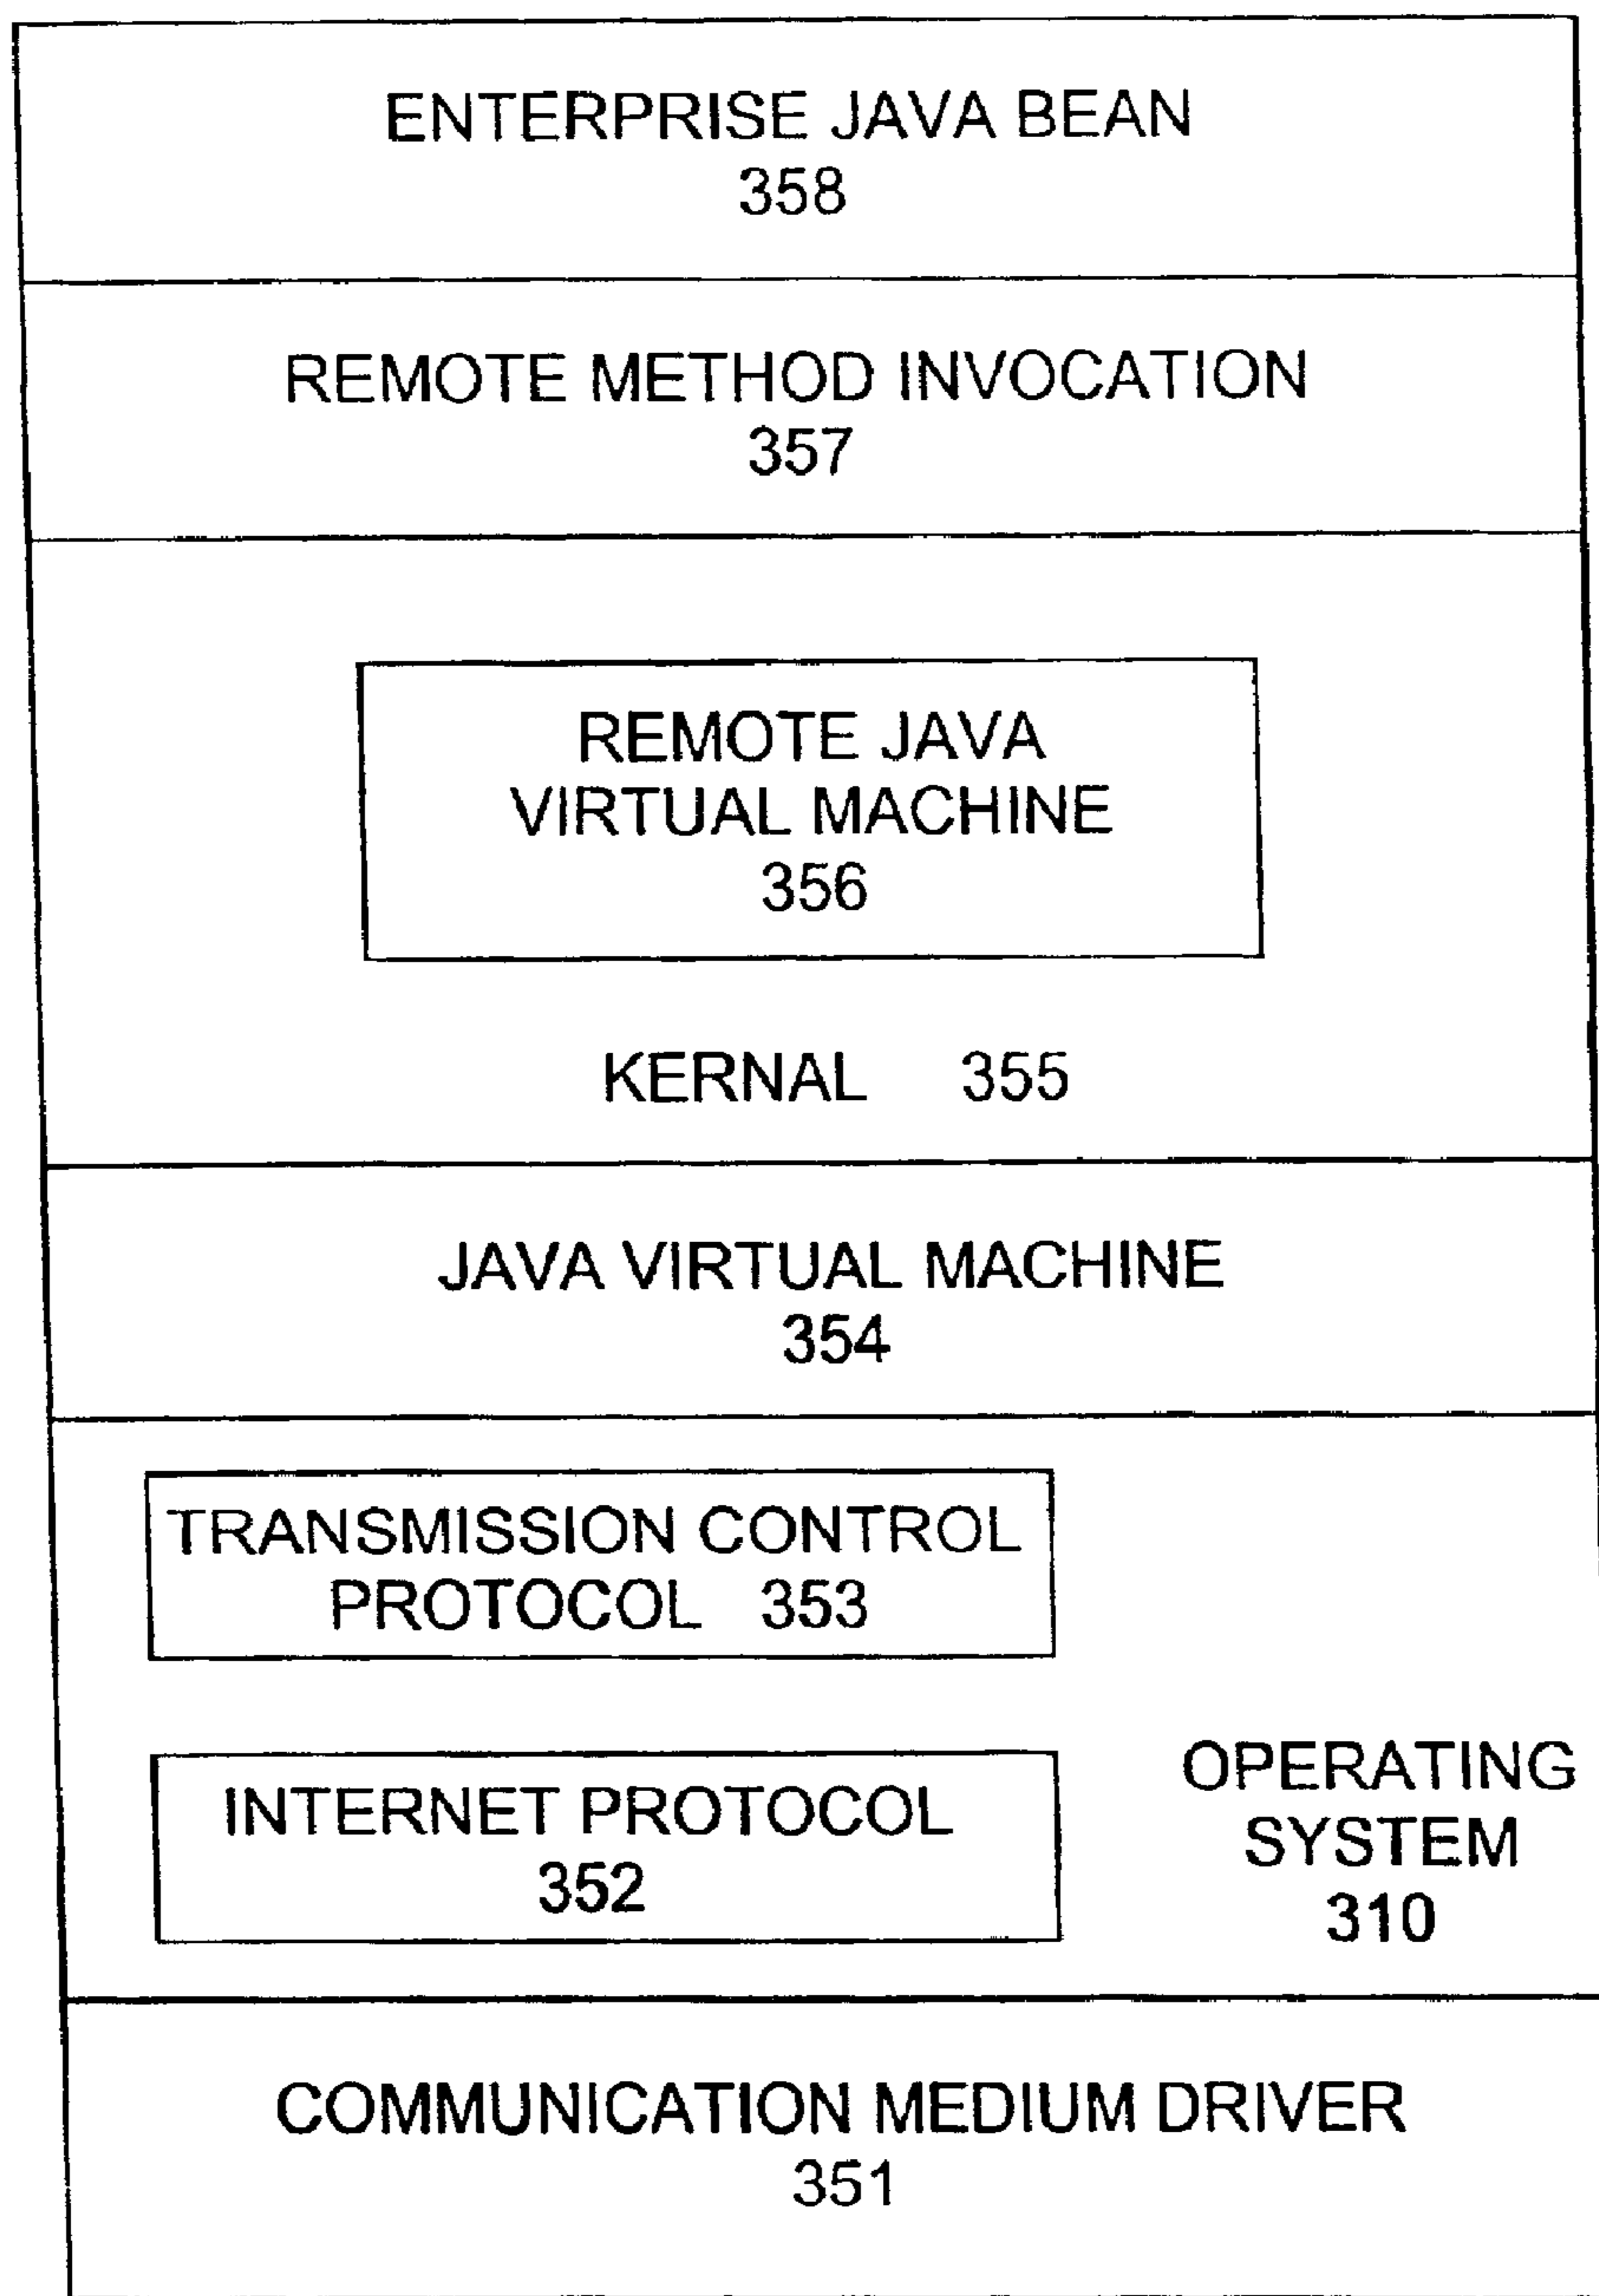 ENTERPRISE JAVA BEAN
358
REMOTE METHOD INVOCATION
357
REMOTE JAVA
VIRTUAL MACHINE
356
KERNAL 355
JAVA VIRTUAL MACHINE
354
TRANSMISSION CONTROL
PROTOCOL 353
INTERNET PROTOCOL
352
OPERATING
SYSTEM
310
COMMUNICATION MEDIUM DRIVER
351